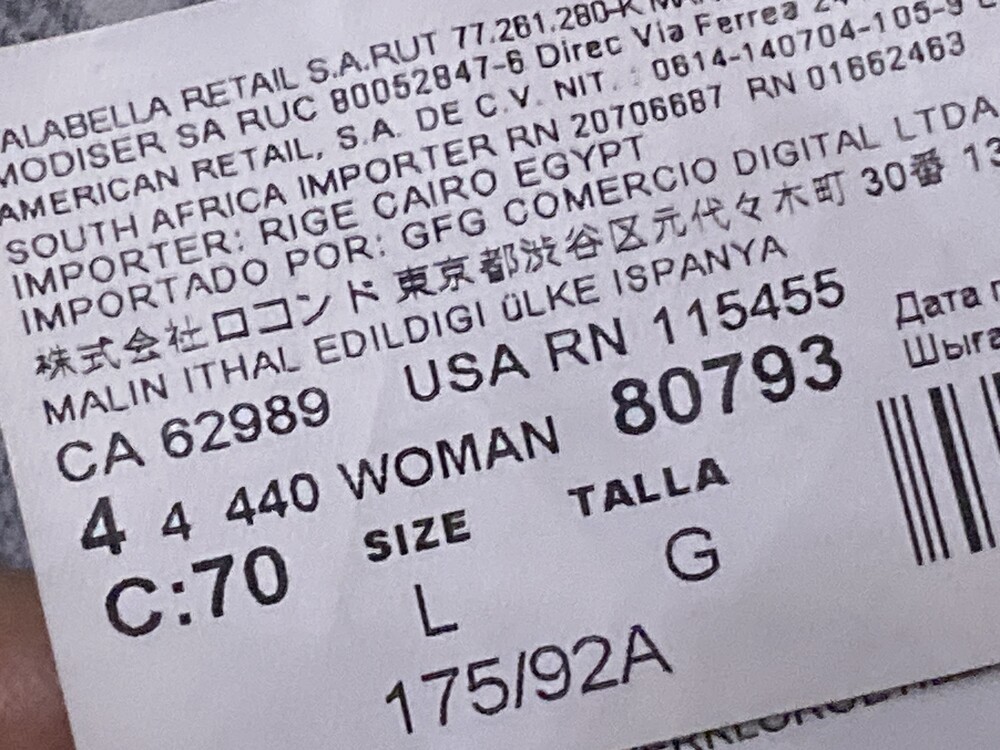 ALABELLA RETAIL S.A.RUT 77.261.280-K
MODISER SA RUC 80052847-6 Direc Via Ferrea
AMERICAN RETAIL, S.A. DE C.V. NIT. : 0614-140704-105-9
SOUTH AFRICA IMPORTER RN 20706687 RN 01662463
IMPORTER: RIGE CAIRO EGYPT
IMPORTADO POR: GFG COMERCIO DIGITAL LTDA
株式会社ロコンド 東京都渋谷区元代々木町 30番 13
MALIN ITHAL EDILDIGI ÜLKE ISPANYA
CA 62989 USA RN 115455
4 4 440 WOMAN 80793
C:70 SIZE TALLA
L G
175/92A
Дата